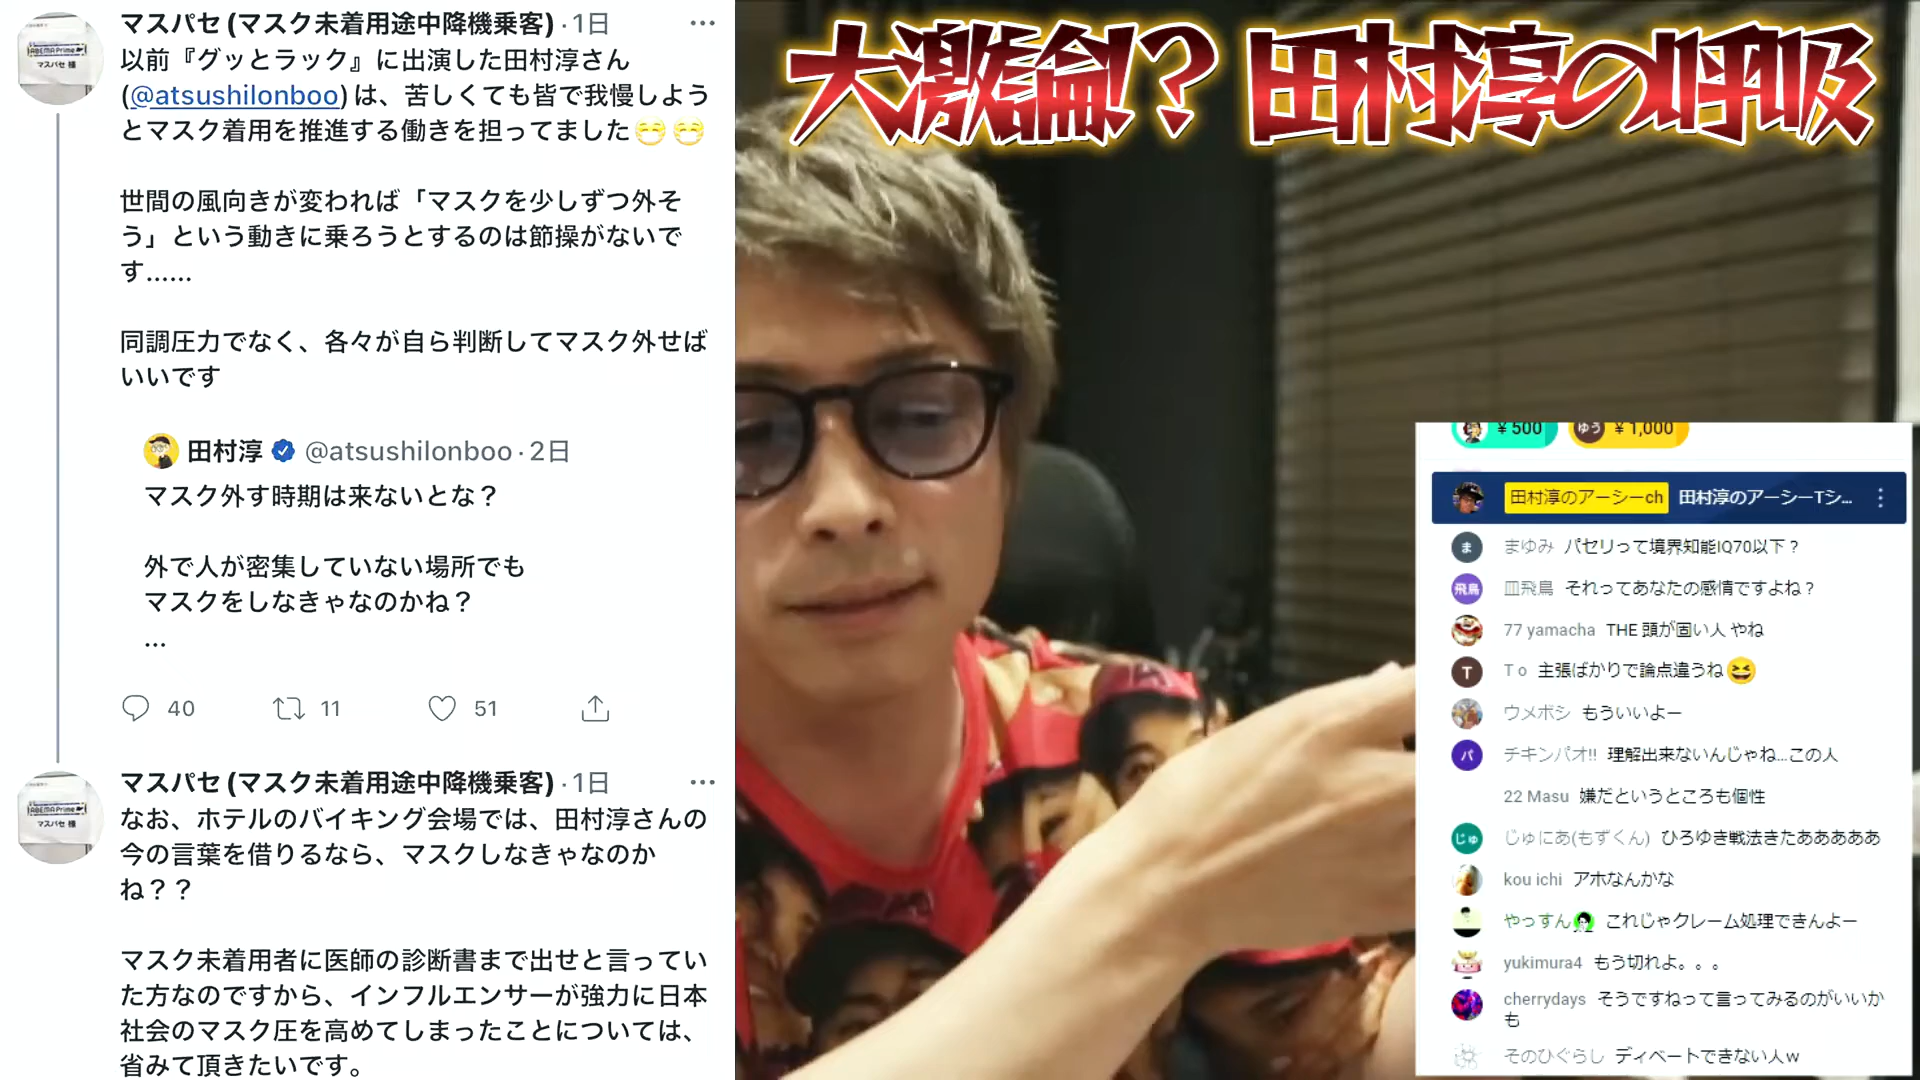 マスパセ (マスク未着用途中降機乗客) · 1日
以前『グッとラック』に出演した田村淳さん
(@atsushilonboo)は、苦しくても皆で我慢しよう
とマスク着用を推進する働きを担ってました😁😁
世間の風向きが変われば「マスクを少しずつ外そ
う」という動きに乗ろうとするのは節操がないで
す……
同調圧力でなく、各々が自ら判断してマスク外せば
いいです
田村淳 @atsushilonboo · 2日
マスク外す時期は来ないとな？
外で人が密集していない場所でも
マスクをしなきゃなのかね？
…
40 11 51
マスパセ (マスク未着用途中降機乗客) · 1日
なお、ホテルのバイキング会場では、田村淳さんの
今の言葉を借りるなら、マスクしなきゃなのか
ね？？
マスク未着用者に医師の診断書まで出せと言ってい
た方なのですから、インフルエンサーが強力に日本
社会のマスク圧を高めてしまったことについては、
省みて頂きたいです。
ABEMA Prime
マスパセ 様
ABEMA Prime
マスパセ 様
大激論!? 田村淳の呼吸
￥500 ゆう ￥1,000
田村淳のアーシーch 田村淳のアーシーTシ...
ま まゆみ パセリって境界知能IQ70以下？
飛鳥 皿飛鳥 それってあなたの感情ですよね？
77 yamacha THE 頭が固い人 やね
T T o 主張ばかりで論点違うね😆
ウメボシ もういいよー
パ チキンパオ!! 理解出来ないんじゃね...この人
22 Masu 嫌だというところも個性
じゅ じゅにあ(もずくん) ひろゆき戦法きたあああああ
kou ichi アホなんかな
やっすん これじゃクレーム処理できんよー
yukimura4 もう切れよ。。。
cherrydays そうですねって言ってみるのがいいか
も
そのひぐらし ディベートできない人w